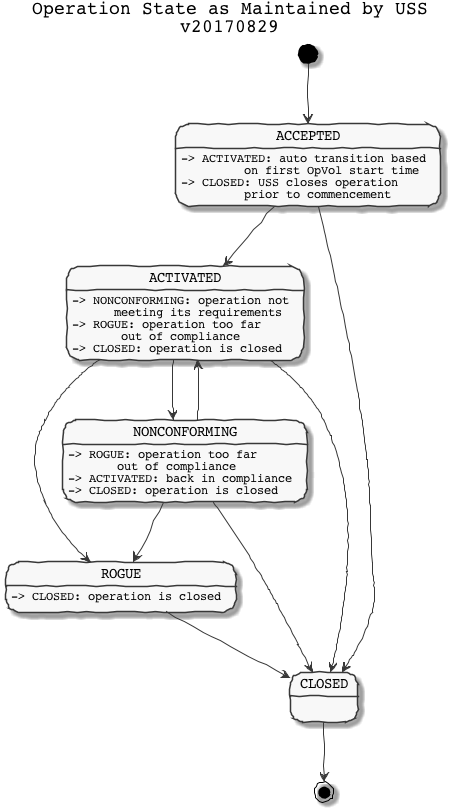 Operation State as Maintained by USS
v20170829
ACCEPTED
-> ACTIVATED: auto transition based
on first OpVol start time
-> CLOSED: USS closes operation
prior to commencement
ACTIVATED
-> NONCONFORMING: operation not
meeting its requirements
-> ROGUE: operation too far
out of compliance
-> CLOSED: operation is closed
NONCONFORMING
-> ROGUE: operation too far
out of compliance
-> ACTIVATED: back in compliance
-> CLOSED: operation is closed
ROGUE
-> CLOSED: operation is closed
CLOSED